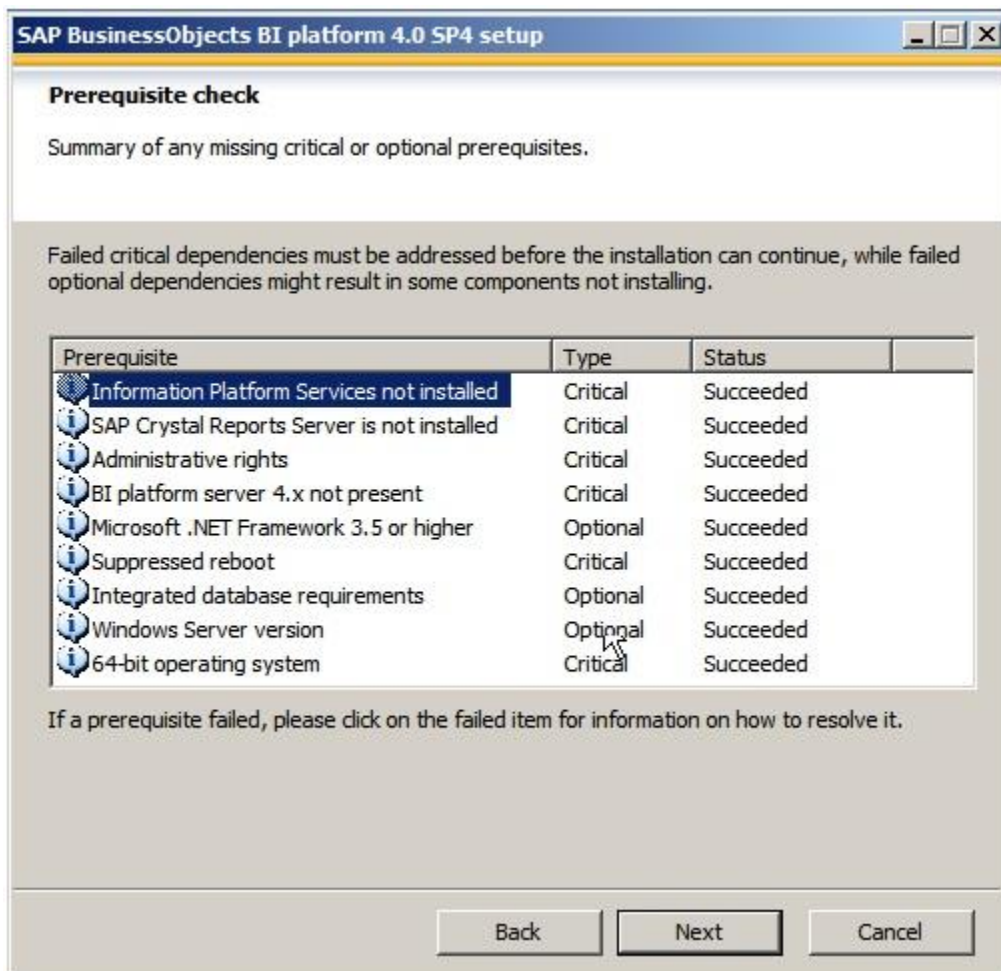 SAP BusinessObjects BI platform 4.0 SP4 setup
Prerequisite check
Summary of any missing critical or optional prerequisites.
Failed critical dependencies must be addressed before the installation can continue, while failed
optional dependencies might result in some components not installing.
Prerequisite Type Status
Information Platform Services not installed Critical Succeeded
SAP Crystal Reports Server is not installed Critical Succeeded
Administrative rights Critical Succeeded
BI platform server 4.x not present Critical Succeeded
Microsoft .NET Framework 3.5 or higher Optional Succeeded
Suppressed reboot Critical Succeeded
Integrated database requirements Optional Succeeded
Windows Server version Optional Succeeded
64-bit operating system Critical Succeeded
If a prerequisite failed, please click on the failed item for information on how to resolve it.
Back Next Cancel